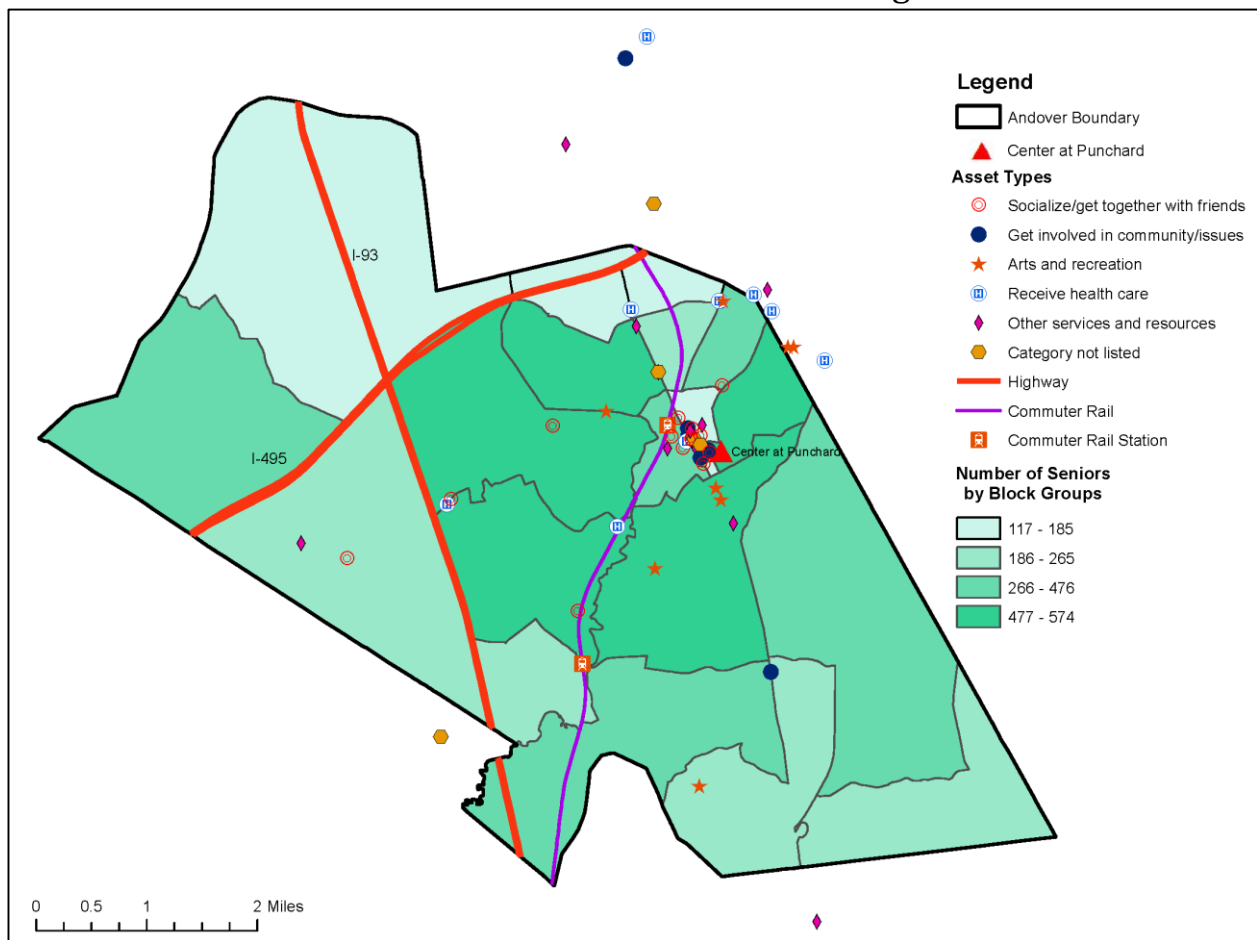 Legend
Andover Boundary
Center at Punchard
Asset Types
Socialize/get together with friends
Get involved in community/issues
Arts and recreation
Receive health care
Other services and resources
Category not listed
Highway
Commuter Rail
Commuter Rail Station
Number of Seniors
by Block Groups
117 - 185
186 - 265
266 - 476
477 - 574
I-93
I-495
Center at Punchard
0 0.5 1 2 Miles
H
H
H
H
H
H
H
H
H
H
H